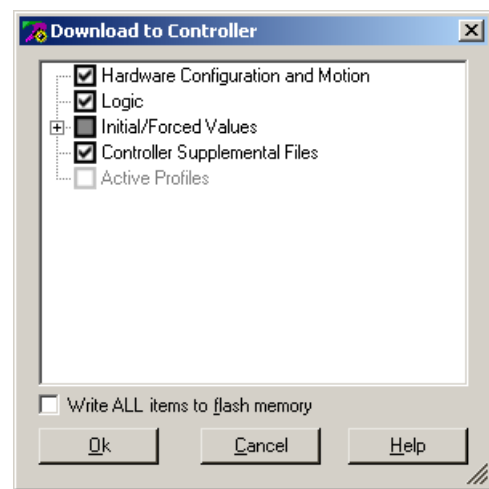 Download to Controller
Hardware Configuration and Motion
Logic
Initial/Forced Values
Controller Supplemental Files
Active Profiles
Write ALL items to flash memory
Ok Cancel Help